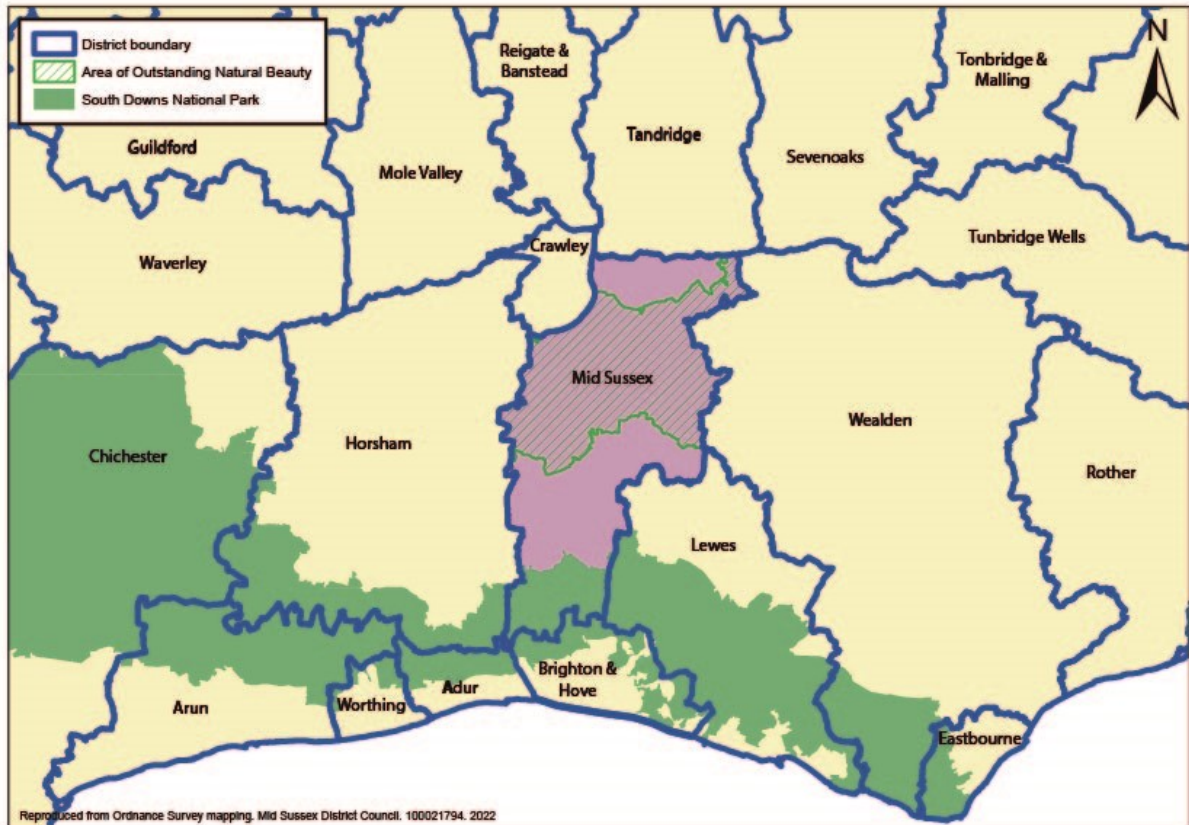 District boundary
Area of Outstanding Natural Beauty
South Downs National Park
N
Reigate &
Banstead
Tonbridge &
Malling
Guildford
Mole Valley
Tandridge
Sevenoaks
Waverley
Crawley
Tunbridge Wells
Mid Sussex
Wealden
Chichester
Horsham
Rother
Lewes
Arun
Worthing
Adur
Brighton &
Hove
Eastbourne
Reproduced from Ordnance Survey mapping. Mid Sussex District Council. 100021794. 2022